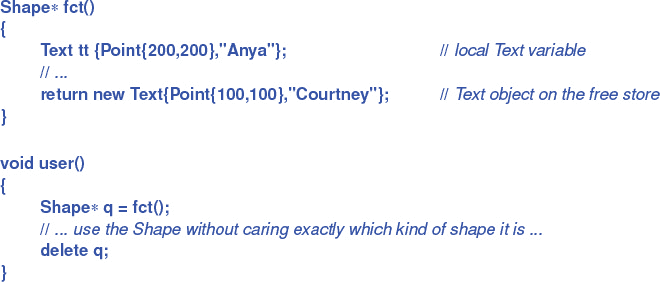 Shape* fct()
{
Text tt {Point{200,200},"Anya"}; // local Text variable
// ...
return new Text{Point{100,100},"Courtney"}; // Text object on the free store
}
void user()
{
Shape* q = fct();
// ... use the Shape without caring exactly which kind of shape it is ...
delete q;
}